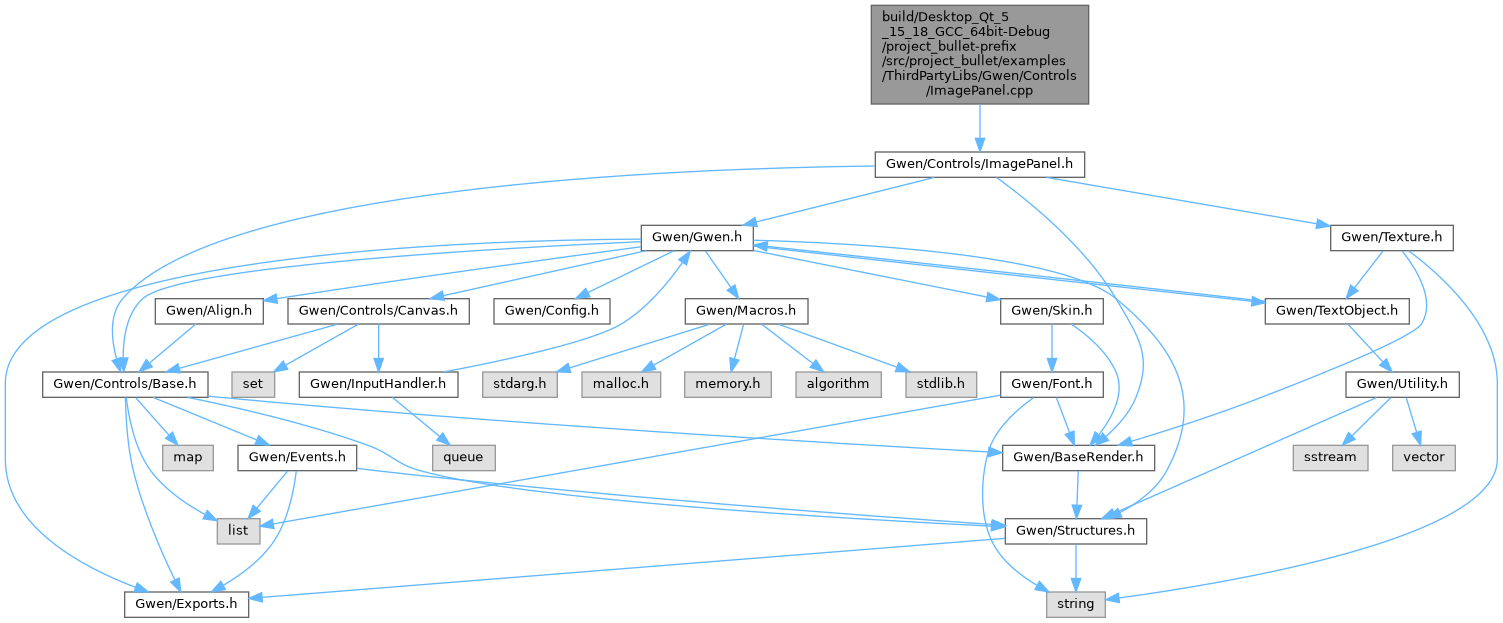 build/Desktop_Qt_5
_15_18_GCC_64bit-Debug
/project_bullet-prefix
/src/project_bullet/examples
/ThirdPartyLibs/Gwen/Controls
/ImagePanel.cpp
Gwen/Controls/ImagePanel.h
Gwen/Gwen.h
Gwen/Texture.h
Gwen/Align.h
Gwen/Controls/Canvas.h
Gwen/Config.h
Gwen/Macros.h
Gwen/Skin.h
Gwen/TextObject.h
Gwen/Controls/Base.h
set
Gwen/InputHandler.h
stdarg.h
malloc.h
memory.h
algorithm
stdlib.h
Gwen/Font.h
Gwen/Utility.h
map
Gwen/Events.h
queue
Gwen/BaseRender.h
sstream
vector
list
Gwen/Structures.h
Gwen/Exports.h
string